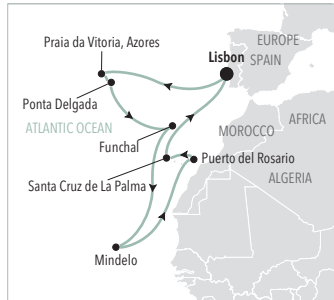 Praia da Vitoria, Azores
Lisbon
EUROPE
SPAIN
Ponta Delgada
ATLANTIC OCEAN
Funchal
MOROCCO
AFRICA
Puerto del Rosario
Santa Cruz de La Palma
ALGERIA
Mindelo